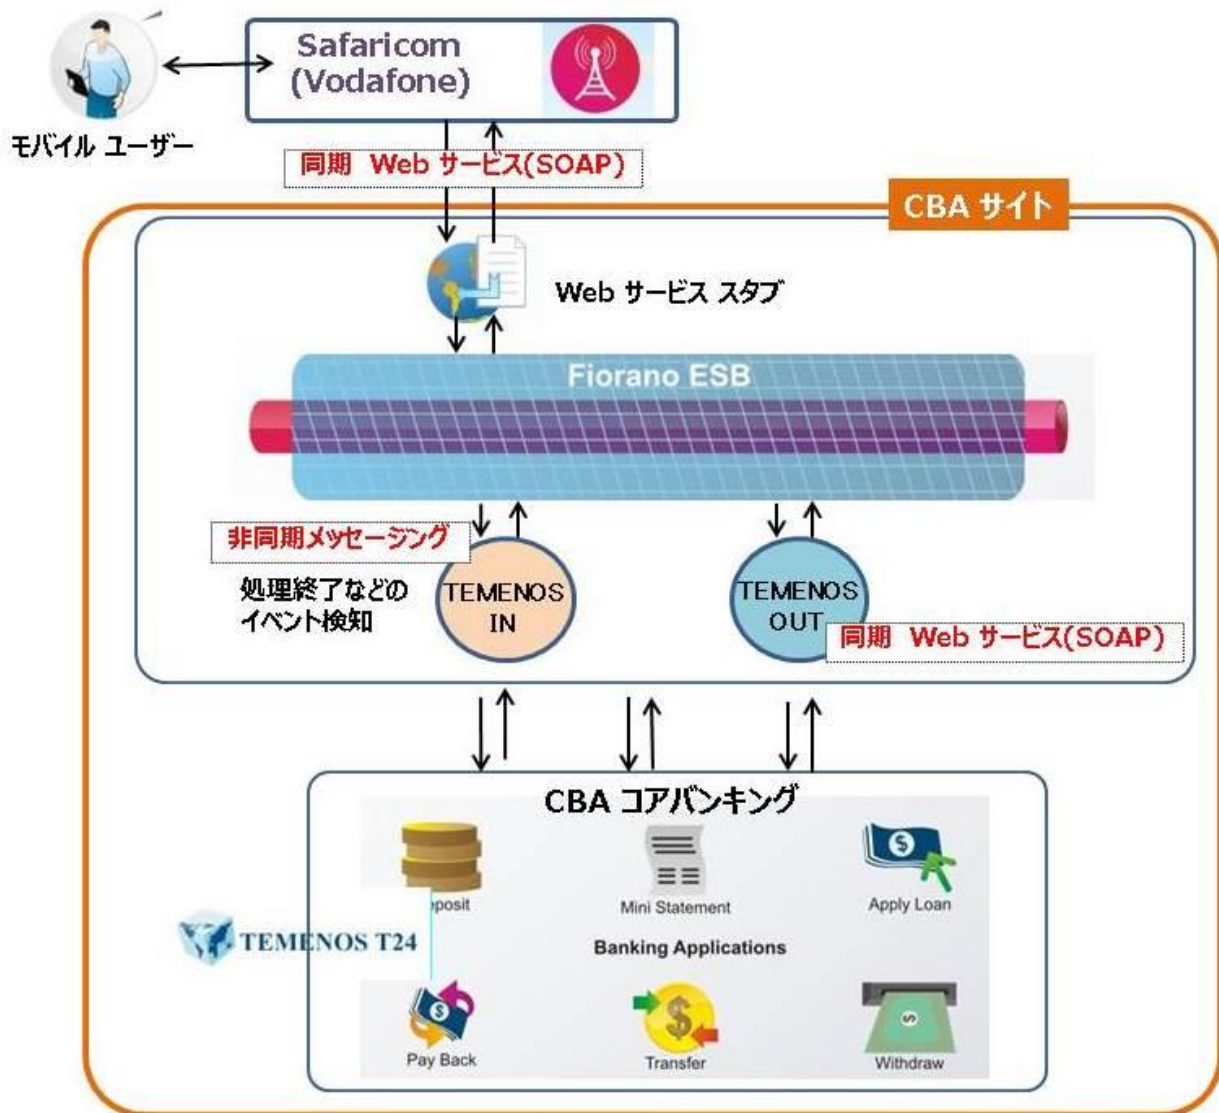 Safaricom
(Vodafone)
モバイル ユーザー
同期 Web サービス(SOAP)
CBA サイト
Web サービス スタブ
Fiorano ESB
非同期メッセージング
処理終了などの
イベント検知
TEMENOS
IN
TEMENOS
OUT
同期 Web サービス(SOAP)
CBA コアバンキング
eposit
Mini Statement
Apply Loan
TEMENOS T24
Banking Applications
Pay Back
Transfer
Withdraw